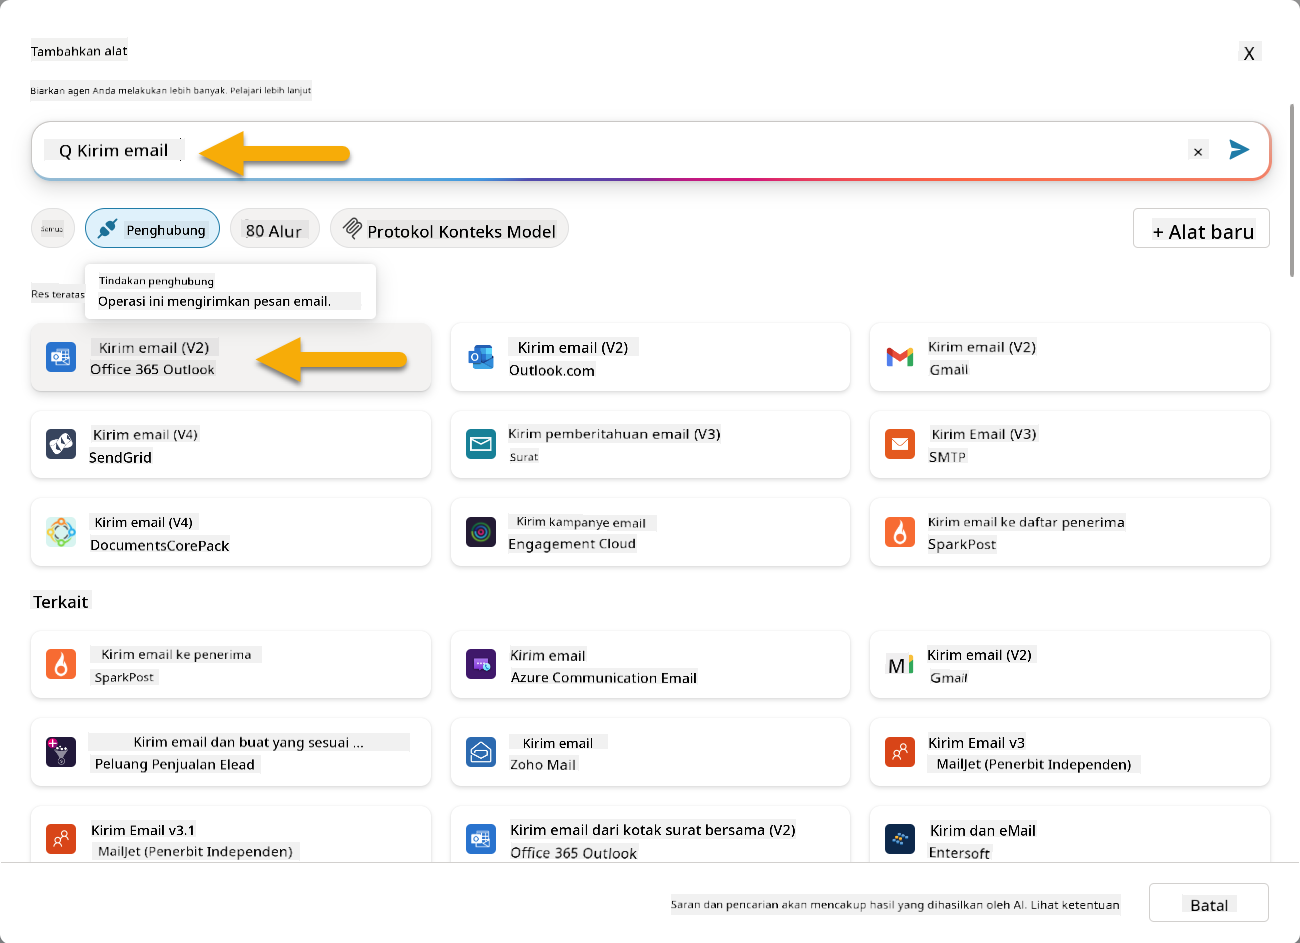 Tambahkan alat
X
Biarkan agen Anda melakukan lebih banyak. Pelajari lebih lanjut
Q Kirim email
×
Semua
Penghubung
80 Alur
Protokol Konteks Model
+ Alat baru
Tindakan penghubung
Operasi ini mengirimkan pesan email.
Res teratas
Kirim email (V2)
Office 365 Outlook
Kirim email (V2)
Outlook.com
Kirim email (V2)
Gmail
Kirim email (V4)
SendGrid
Kirim pemberitahuan email (V3)
Surat
Kirim Email (V3)
SMTP
Kirim email (V4)
DocumentsCorePack
Kirim kampanye email
Engagement Cloud
Kirim email ke daftar penerima
SparkPost
Terkait
Kirim email ke penerima
SparkPost
Kirim email
Azure Communication Email
M
Kirim email (V2)
Gmail
Kirim email dan buat yang sesuai ...
Peluang Penjualan Elead
Kirim email
Zoho Mail
Kirim Email v3
MailJet (Penerbit Independen)
Kirim Email v3.1
MailJet (Penerbit Independen)
Kirim email dari kotak surat bersama (V2)
Office 365 Outlook
Kirim dan eMail
Entersoft
Saran dan pencarian akan mencakup hasil yang dihasilkan oleh AI. Lihat ketentuan
Batal